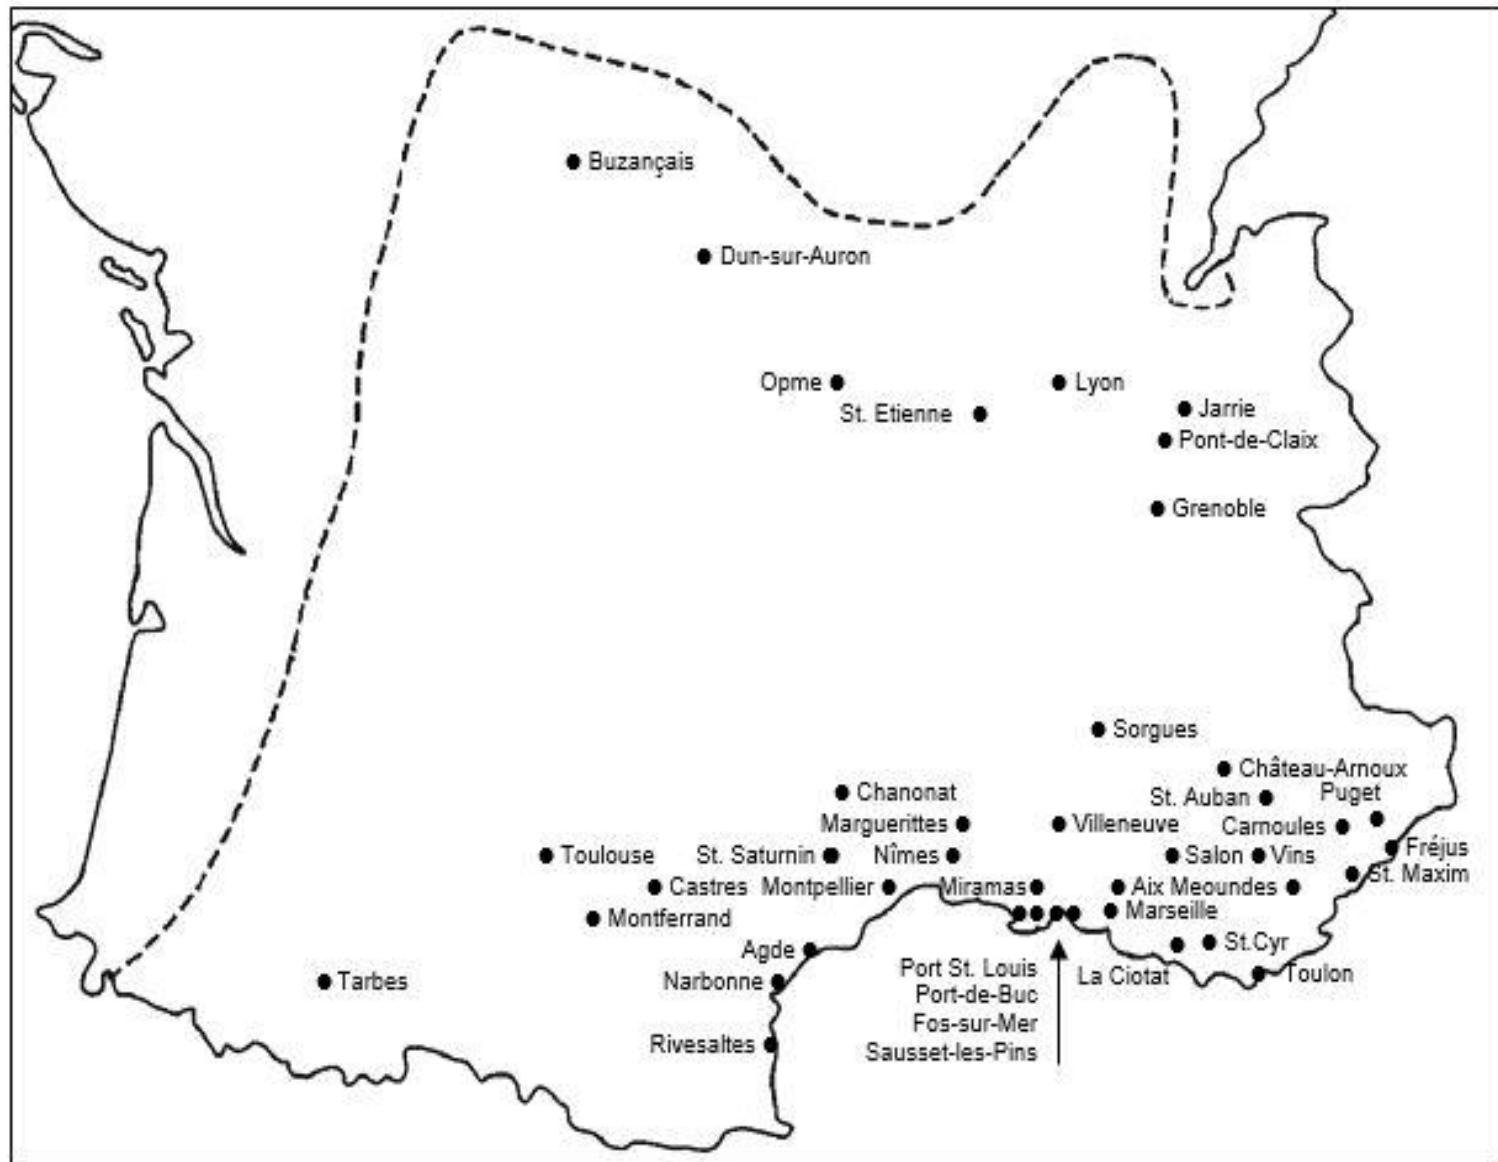 Buzançais
Dun-sur-Auron
Opme
Lyon
St. Etienne
Jarrie
Pont-de-Claix
Grenoble
Sorgues
Château-Arnoux
Chanonat
St. Auban
Puget
Marguerittes
Villeneuve
Carnoules
Toulouse
St. Saturnin
Nîmes
Salon
Vins
Fréjus
Castres
Montpellier
Miramas
Aix
Meoundes
St. Maxim
Montferrand
Marseille
Agde
St.Cyr
Tarbes
Narbonne
Port St. Louis
Port-de-Buc
Fos-sur-Mer
Sausset-les-Pins
La Ciotat
Toulon
Rivesaltes